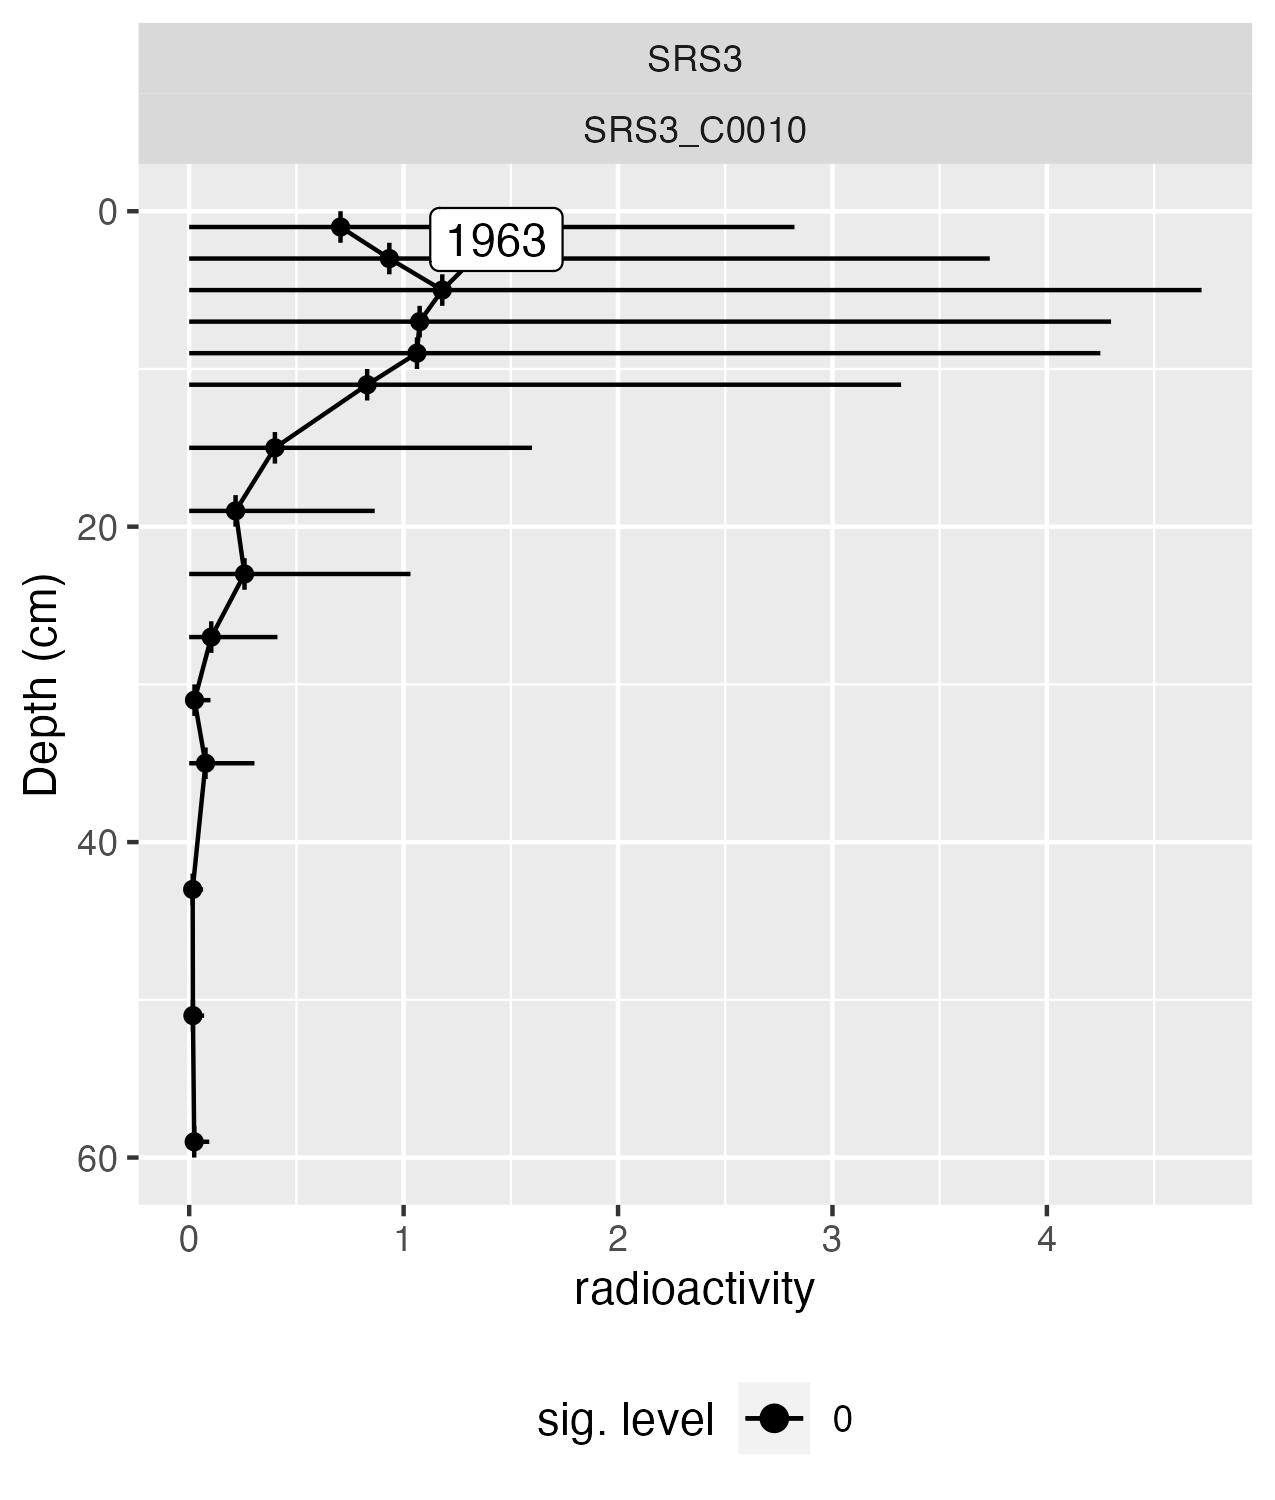 SRS3
SRS3_C0010
1963
0
20
40
60
Depth (cm)
0 1 2 3 4
radioactivity
sig. level 0